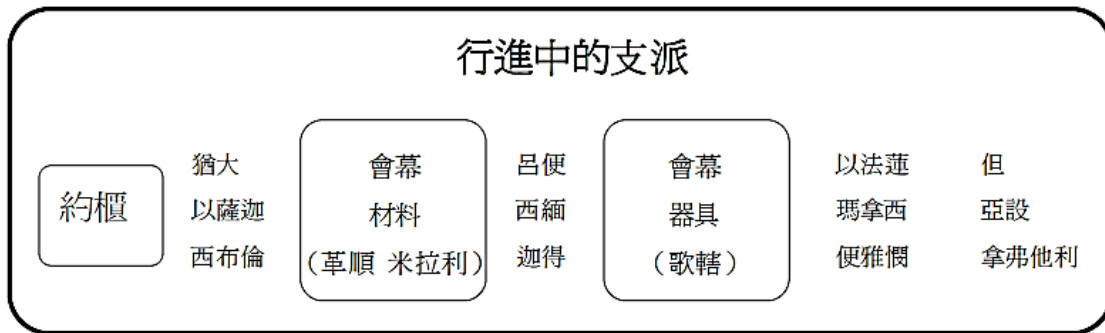 行進中的支派
約櫃
猶大
以薩迦
西布倫
會幕
材料
（革順 米拉利）
呂便
西緬
迦得
會幕
器具
（歌轄）
以法蓮
瑪拿西
便雅憫
但
亞設
拿弗他利